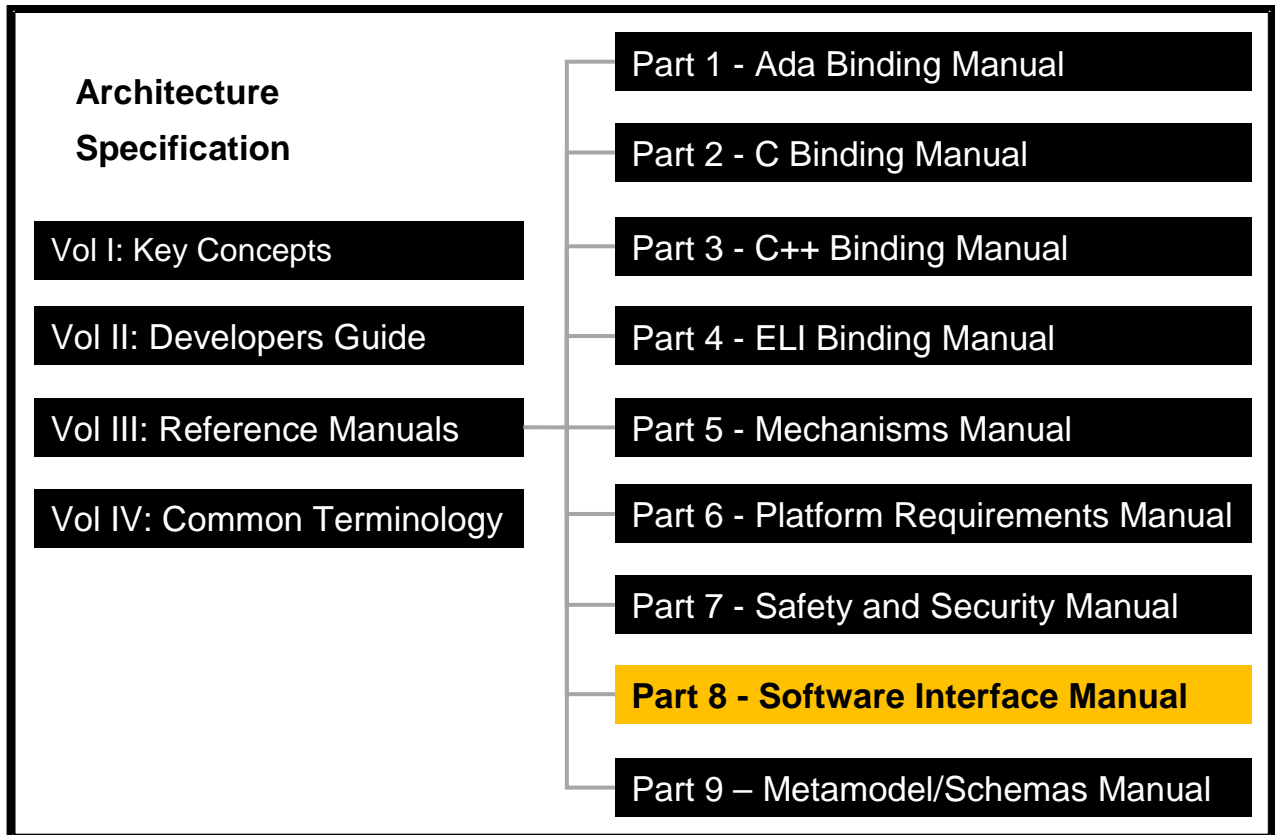 Architecture
Specification
Vol I: Key Concepts
Vol II: Developers Guide
Vol III: Reference Manuals
Vol IV: Common Terminology
Part 1 - Ada Binding Manual
Part 2 - C Binding Manual
Part 3 - C++ Binding Manual
Part 4 - ELI Binding Manual
Part 5 - Mechanisms Manual
Part 6 - Platform Requirements Manual
Part 7 - Safety and Security Manual
Part 8 - Software Interface Manual
Part 9 – Metamodel/Schemas Manual